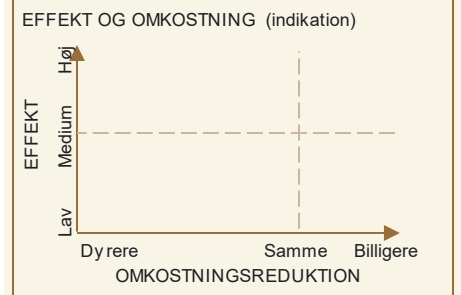 EFFEKT OG OMKOSTNING (indikation)
Høj
Medium
Lav
EFFEKT
Dyrere Samme Billigere
OMKOSTNINGSREDUKTION